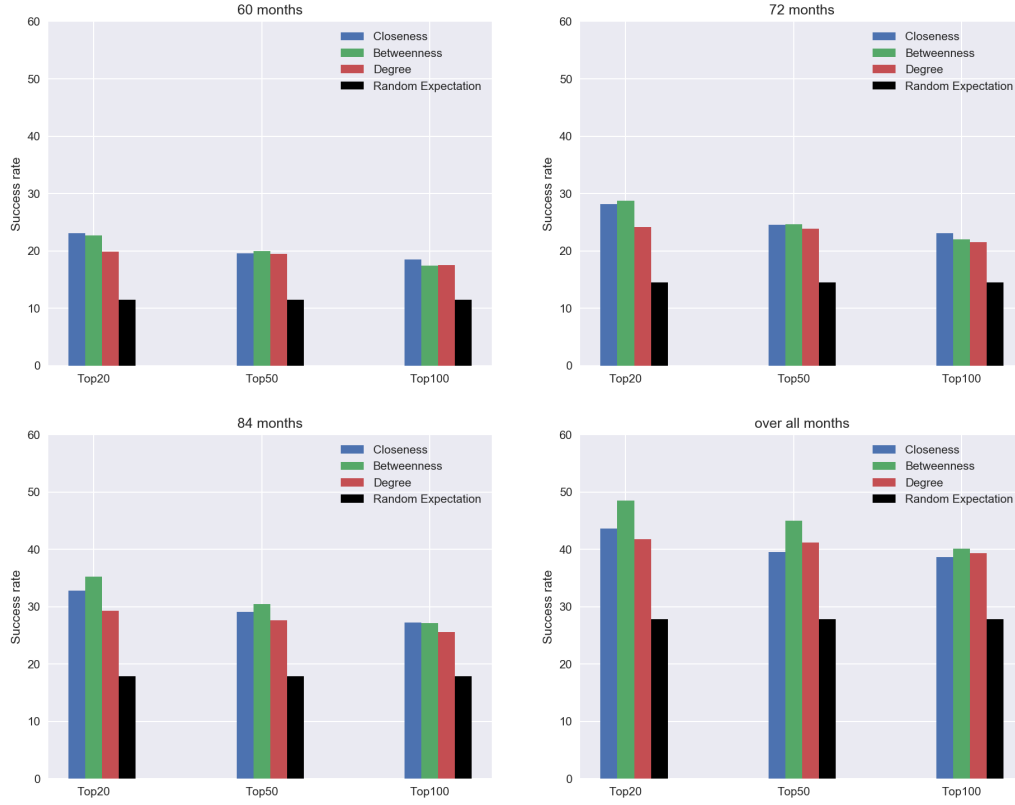 60 months
60
50
40
30
20
10
0
Success rate
Closeness
Betweenness
Degree
Random Expectation
Top20 Top50 Top100
72 months
60
50
40
30
20
10
0
Success rate
Closeness
Betweenness
Degree
Random Expectation
Top20 Top50 Top100
84 months
60
50
40
30
20
10
0
Success rate
Closeness
Betweenness
Degree
Random Expectation
Top20 Top50 Top100
over all months
60
50
40
30
20
10
0
Success rate
Closeness
Betweenness
Degree
Random Expectation
Top20 Top50 Top100